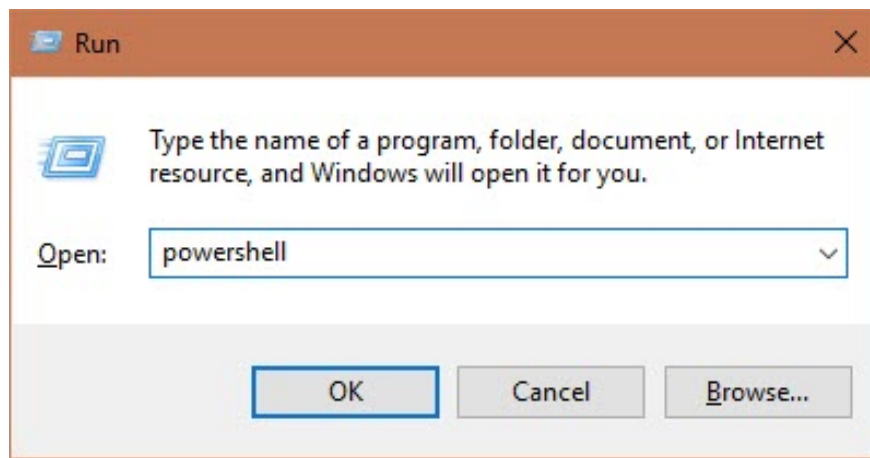 Run
Type the name of a program, folder, document, or Internet
resource, and Windows will open it for you.
Open: powershell
OK Cancel Browse...